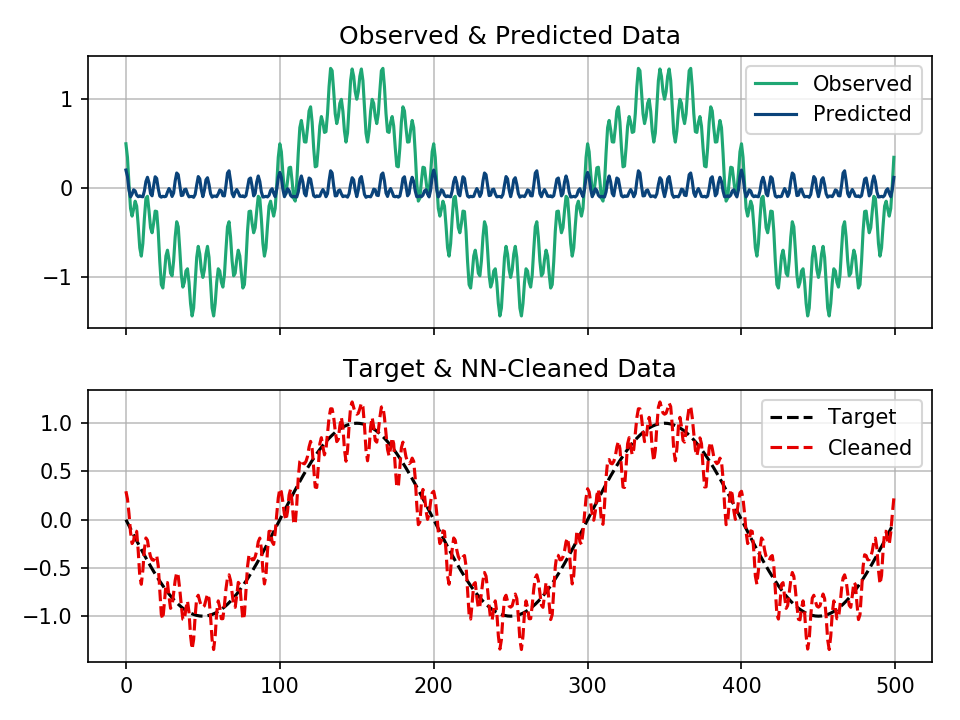 Observed & Predicted Data
1
0
−1
Observed
Predicted
Target & NN-Cleaned Data
1.0
0.5
0.0
−0.5
−1.0
Target
Cleaned
0 100 200 300 400 500